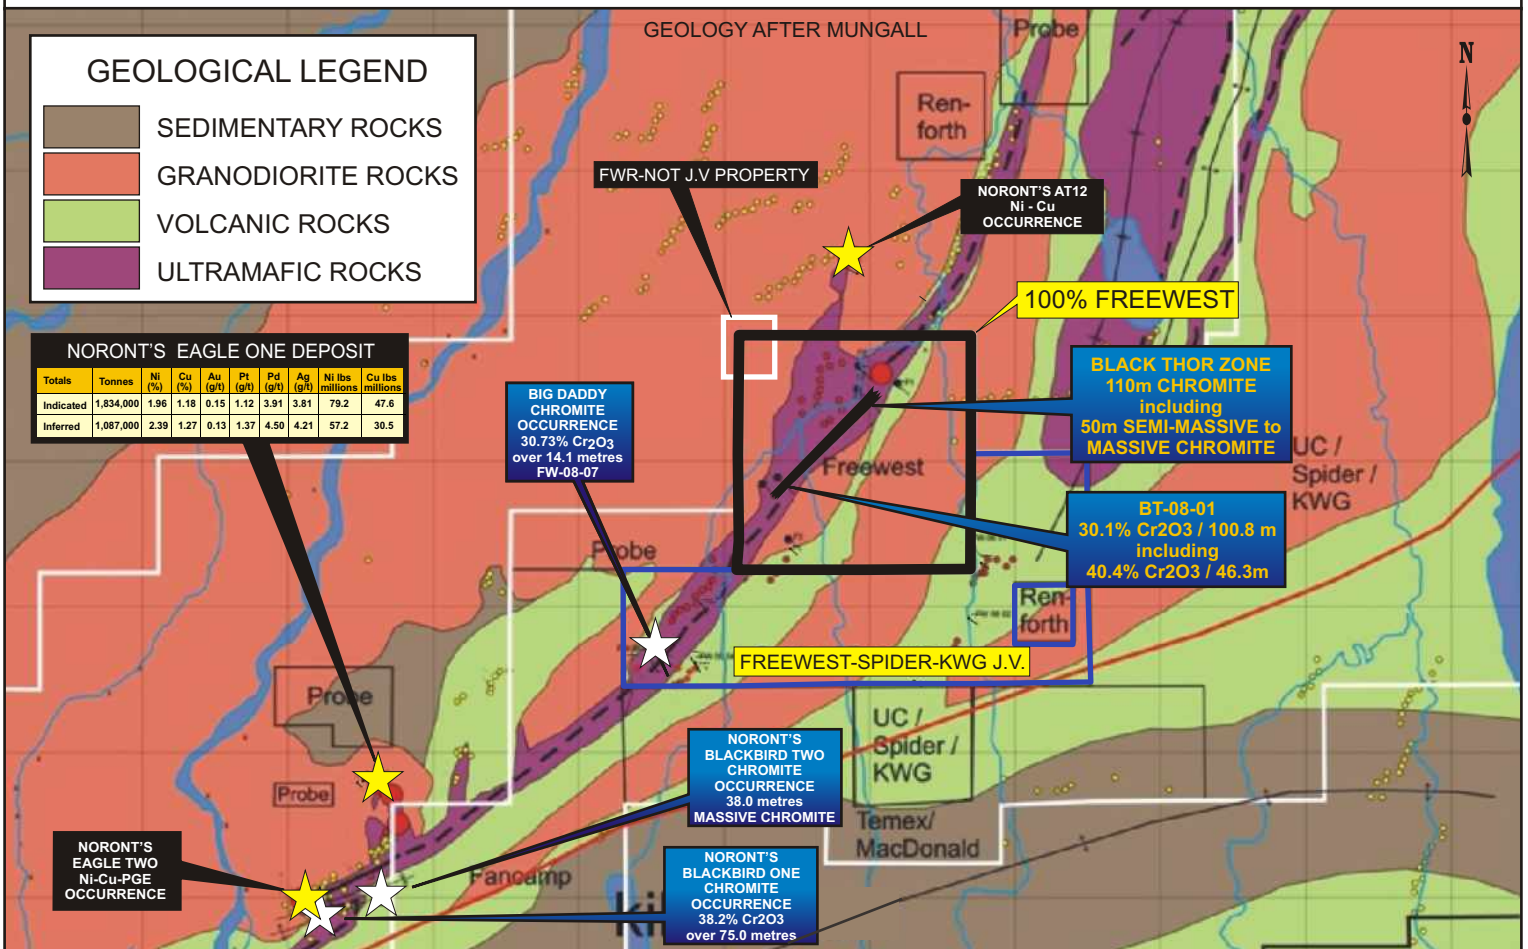 GEOLOGY AFTER MUNGALL
GEOLOGICAL LEGEND
SEDIMENTARY ROCKS
GRANODIORITE ROCKS
VOLCANIC ROCKS
ULTRAMAFIC ROCKS
Probe
N
Ren-
forth
FWR-NOT J.V PROPERTY
NORONT'S AT12
Ni - Cu
OCCURRENCE
100% FREEWEST
NORONT'S EAGLE ONE DEPOSIT
Totals Tonnes Ni (%) Cu (%) Au (g/t) Pt (g/t) Pd (g/t) Ag (g/t) Ni lbs millions Cu lbs millions
Indicated 1,834,000 1.96 1.18 0.15 1.12 3.91 3.81 79.2 47.6
Inferred 1,087,000 2.39 1.27 0.13 1.37 4.50 4.21 57.2 30.5
BIG DADDY
CHROMITE
OCCURRENCE
30.73% Cr2O3
over 14.1 metres
FW-08-07
BLACK THOR ZONE
110m CHROMITE
including
50m SEMI-MASSIVE to
MASSIVE CHROMITE
UC /
Spider /
KWG
Freewest
BT-08-01
30.1% Cr2O3 / 100.8 m
including
40.4% Cr2O3 / 46.3m
Probe
Ren-
forth
FREEWEST-SPIDER-KWG J.V.
Probe
UC /
Spider /
KWG
NORONT'S
BLACKBIRD TWO
CHROMITE
OCCURRENCE
38.0 metres
MASSIVE CHROMITE
Probe
Temex/
MacDonald
NORONT'S
EAGLE TWO
Ni-Cu-PGE
OCCURRENCE
Fancamp
NORONT'S
BLACKBIRD ONE
CHROMITE
OCCURRENCE
38.2% Cr2O3
over 75.0 metres